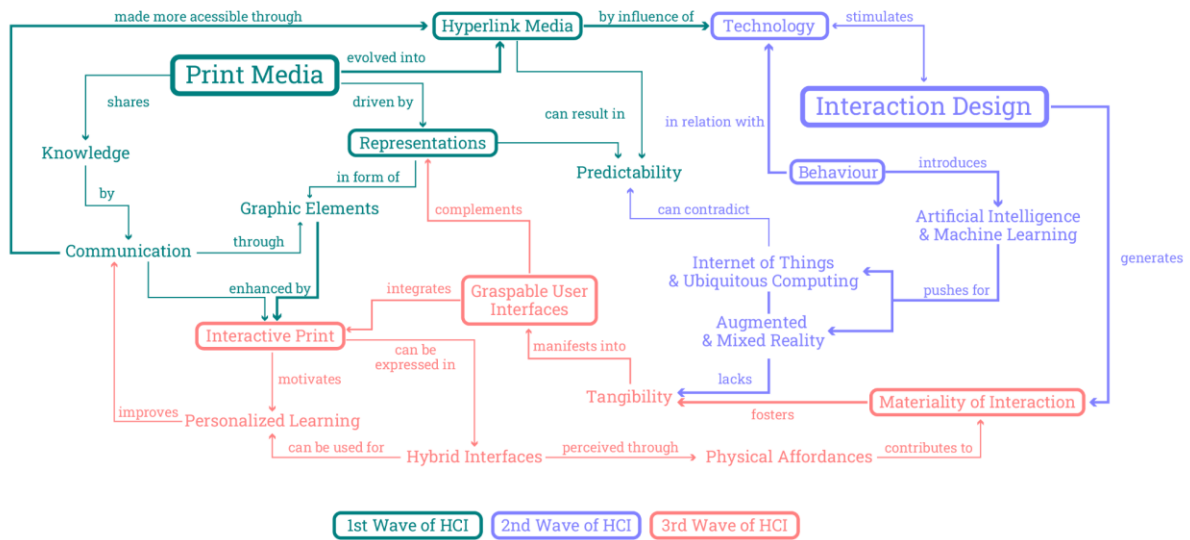 made more acessible through
Hyperlink Media
by influence of
Technology
stimulates
evolved into
Print Media
shares
driven by
can result in
in relation with
Interaction Design
Representations
Knowledge
Predictability
Behaviour
introduces
in form of
by
Graphic Elements
complements
can contradict
Artificial Intelligence
& Machine Learning
Communication
through
generates
Internet of Things
& Ubiquitous Computing
enhanced by
integrates
Graspable User
Interfaces
pushes for
Augmented
& Mixed Reality
Interactive Print
can be
expressed in
manifests into
motivates
lacks
Tangibility
Materiality of Interaction
improves
Personalized Learning
fosters
can be used for
Hybrid Interfaces
perceived through
Physical Affordances
contributes to
1st Wave of HCI
2nd Wave of HCI
3rd Wave of HCI